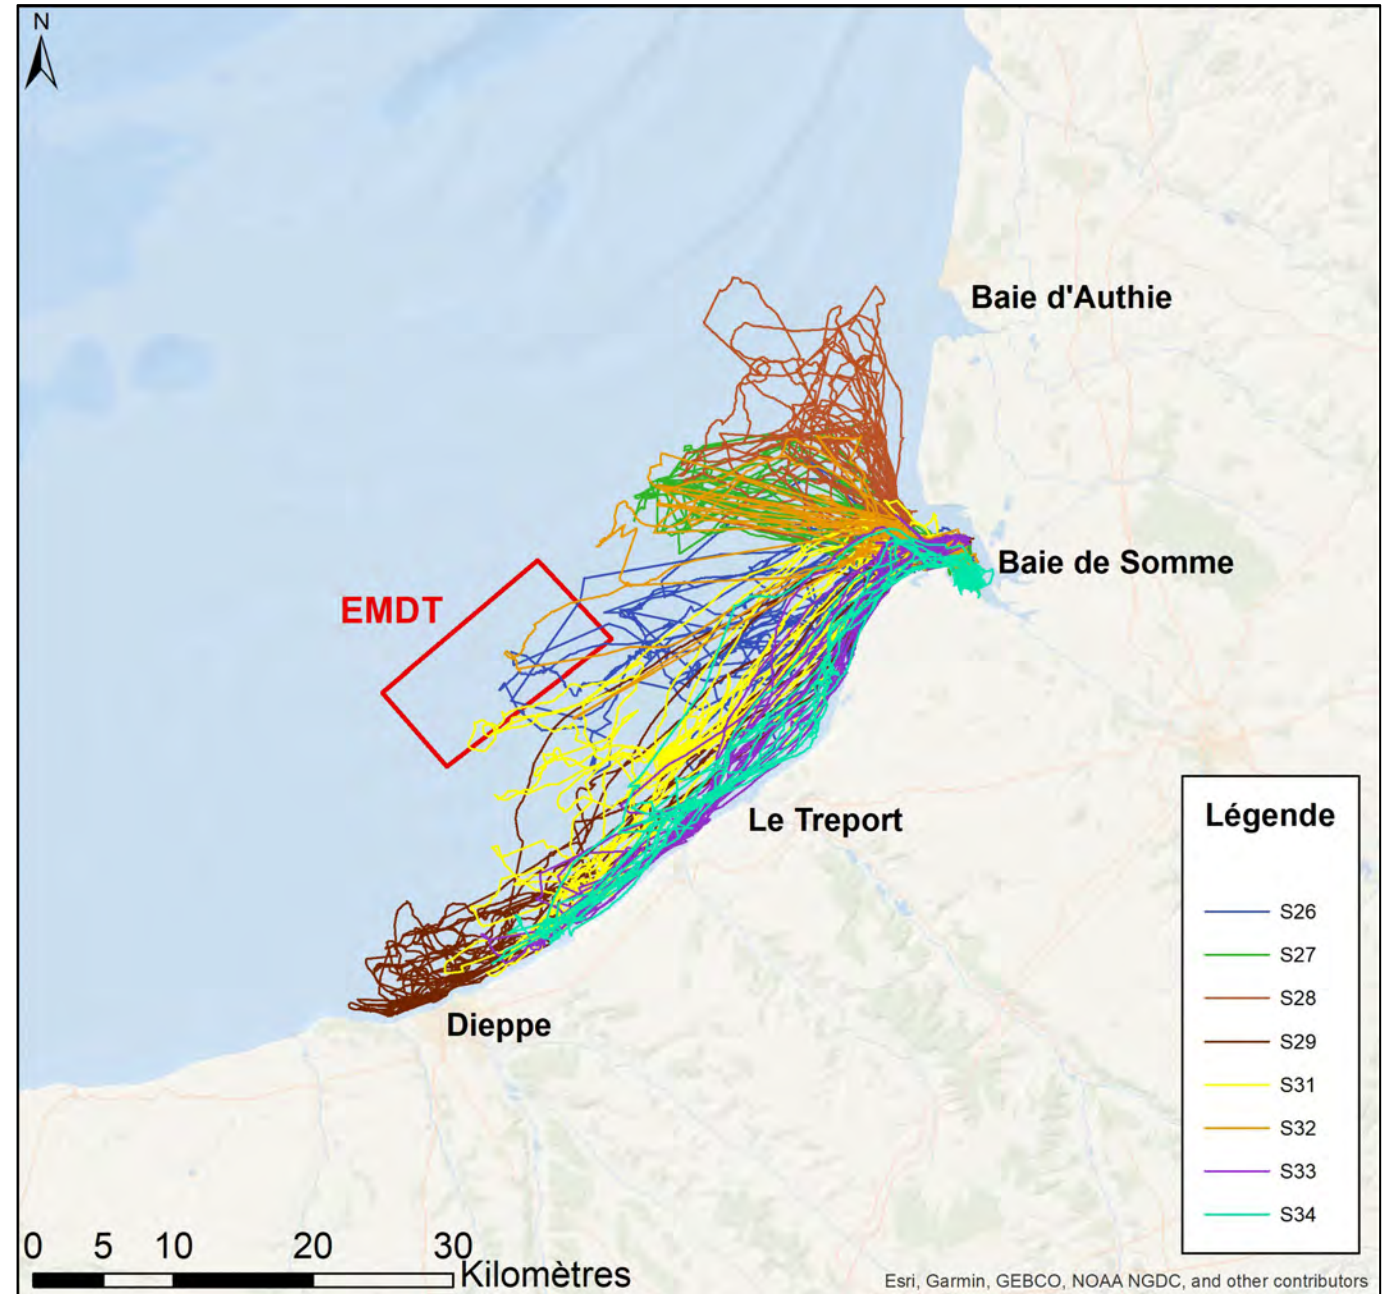 N
Baie d'Authie
Baie de Somme
EMDT
Le Treport
Dieppe
Légende
S26
S27
S28
S29
S31
S32
S33
S34
0 5 10 20 30
Kilomètres
Esri, Garmin, GEBCO, NOAA NGDC, and other contributors